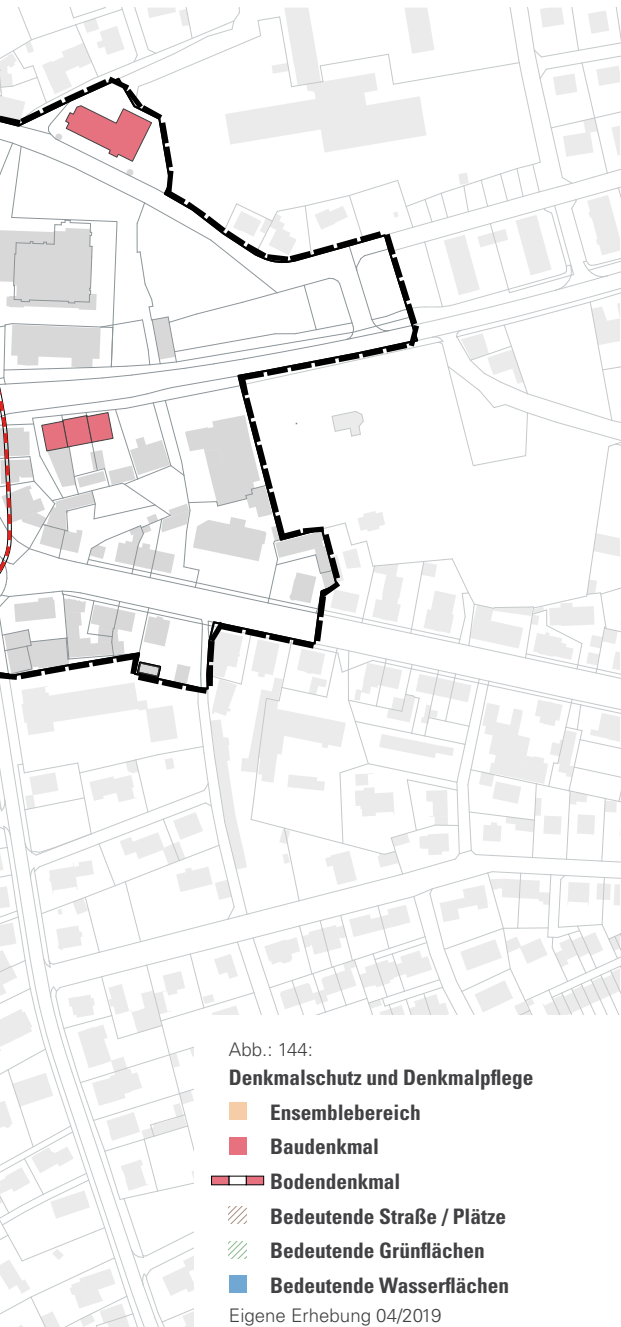 Abb.: 144:
Denkmalschutz und Denkmalpflege
Ensemblebereich
Baudenkmal
Bodendenkmal
Bedeutende Straße / Plätze
Bedeutende Grünflächen
Bedeutende Wasserflächen
Eigene Erhebung 04/2019